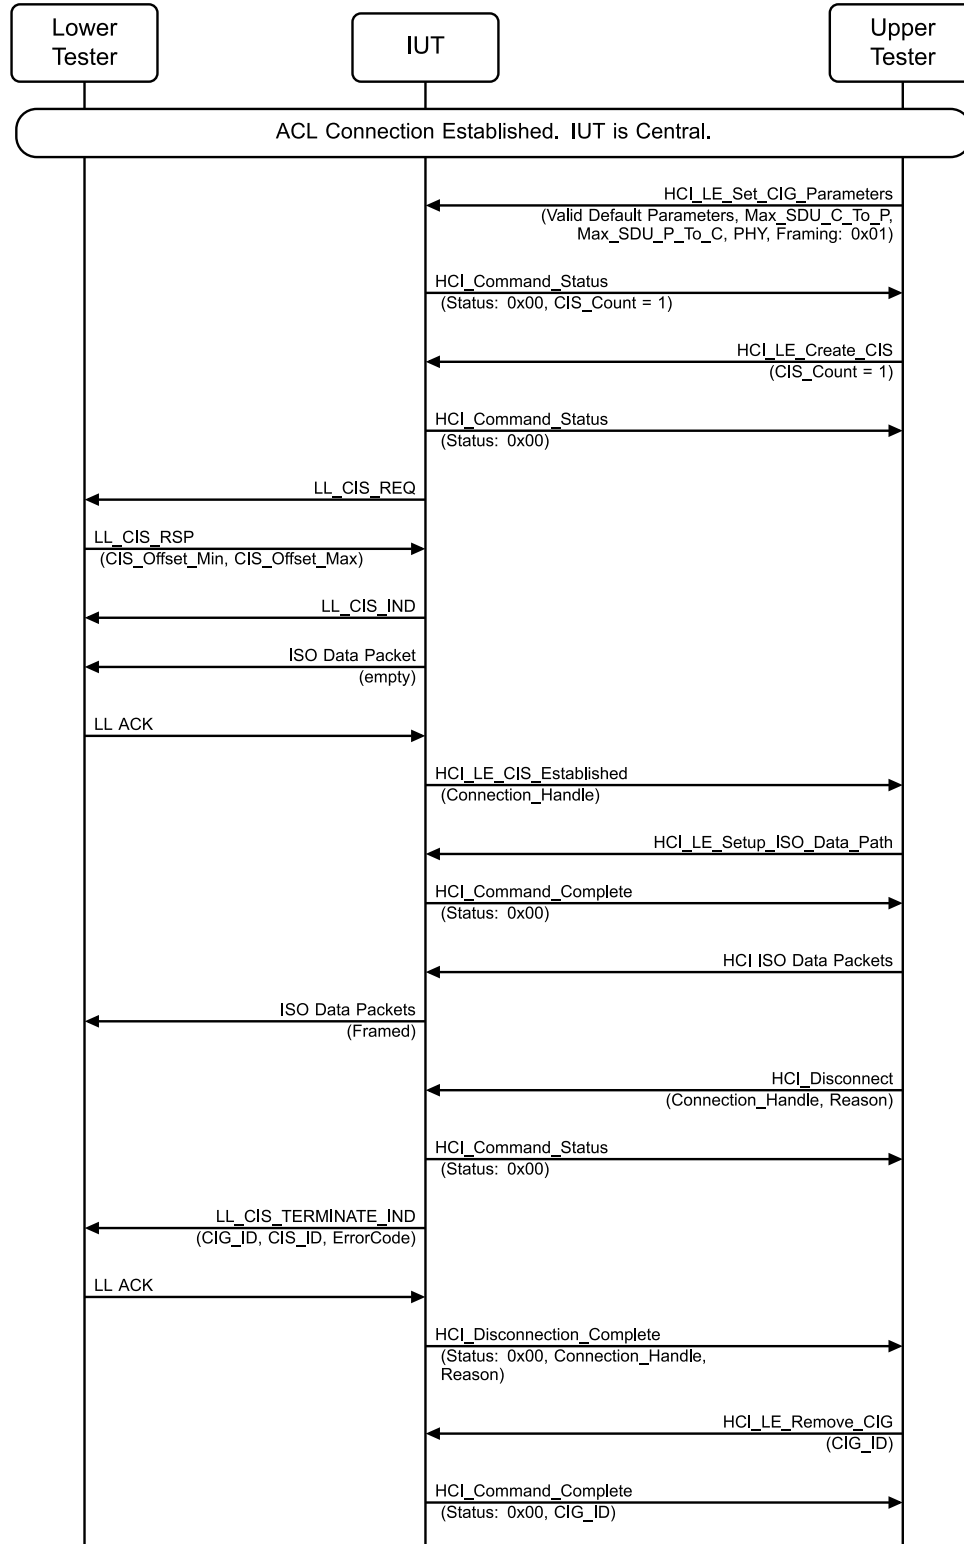 Lower
Tester
IUT
Upper
Tester
ACL Connection Established. IUT is Central.
HCI_LE_Set_CIG_Parameters
(Valid Default Parameters, Max_SDU_C_To_P,
Max_SDU_P_To_C, PHY, Framing: 0x01)
HCI_Command_Status
(Status: 0x00, CIS_Count = 1)
HCI_LE_Create_CIS
(CIS_Count = 1)
HCI_Command_Status
(Status: 0x00)
LL_CIS_REQ
LL_CIS_RSP
(CIS_Offset_Min, CIS_Offset_Max)
LL_CIS_IND
ISO Data Packet
(empty)
LL ACK
HCI_LE_CIS_Established
(Connection_Handle)
HCI_LE_Setup_ISO_Data_Path
HCI_Command_Complete
(Status: 0x00)
HCI ISO Data Packets
ISO Data Packets
(Framed)
HCI_Disconnect
(Connection_Handle, Reason)
HCI_Command_Status
(Status: 0x00)
LL_CIS_TERMINATE_IND
(CIG_ID, CIS_ID, ErrorCode)
LL ACK
HCI_Disconnection_Complete
(Status: 0x00, Connection_Handle,
Reason)
HCI_LE_Remove_CIG
(CIG_ID)
HCI_Command_Complete
(Status: 0x00, CIG_ID)